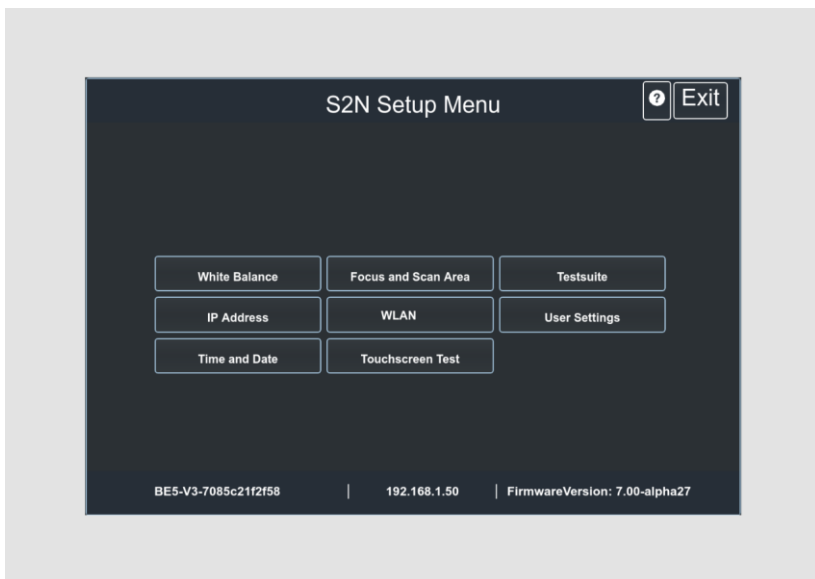 S2N Setup Menu ? Exit
White Balance Focus and Scan Area Testsuite
IP Address WLAN User Settings
Time and Date Touchscreen Test
BE5-V3-7085c21f2f58 | 192.168.1.50 | FirmwareVersion: 7.00-alpha27